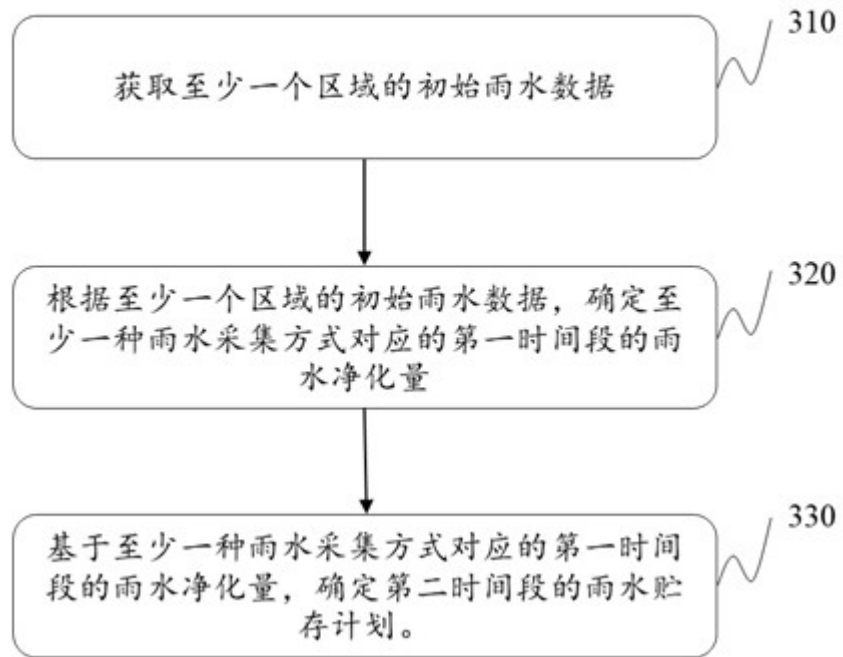 310
获取至少一个区域的初始雨水数据
320
根据至少一个区域的初始雨水数据，确定至
少一种雨水采集方式对应的第一时间段的雨
水净化量
330
基于至少一种雨水采集方式对应的第一时间
段的雨水净化量，确定第二时间段的雨水贮
存计划。